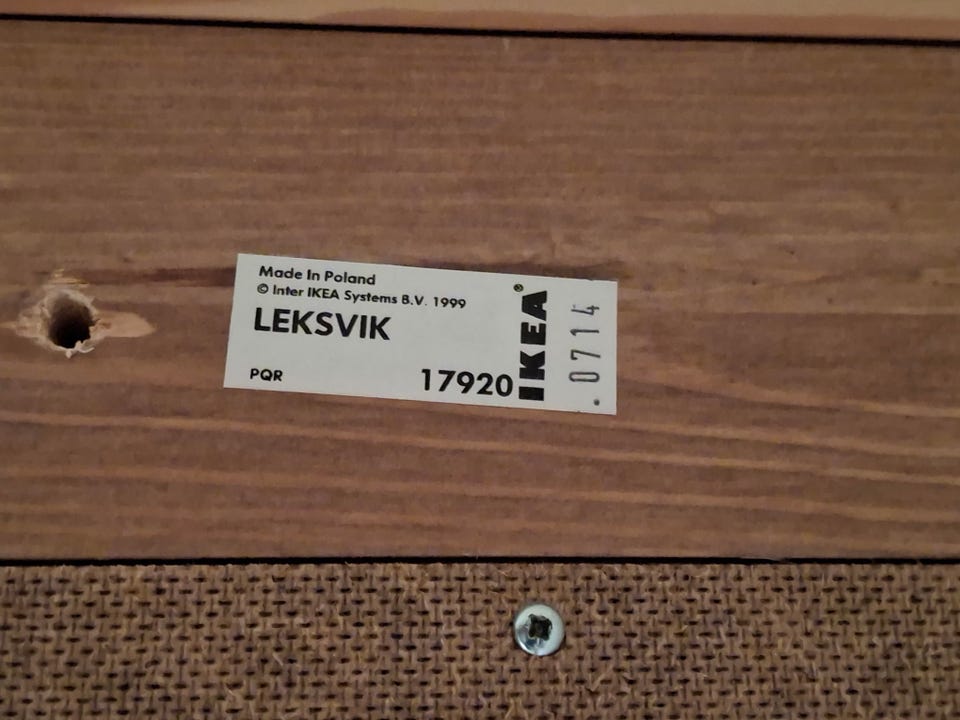 Made In Poland
© Inter IKEA Systems B.V. 1999
LEKSVIK
PQR
17920
IKEA®
.0714